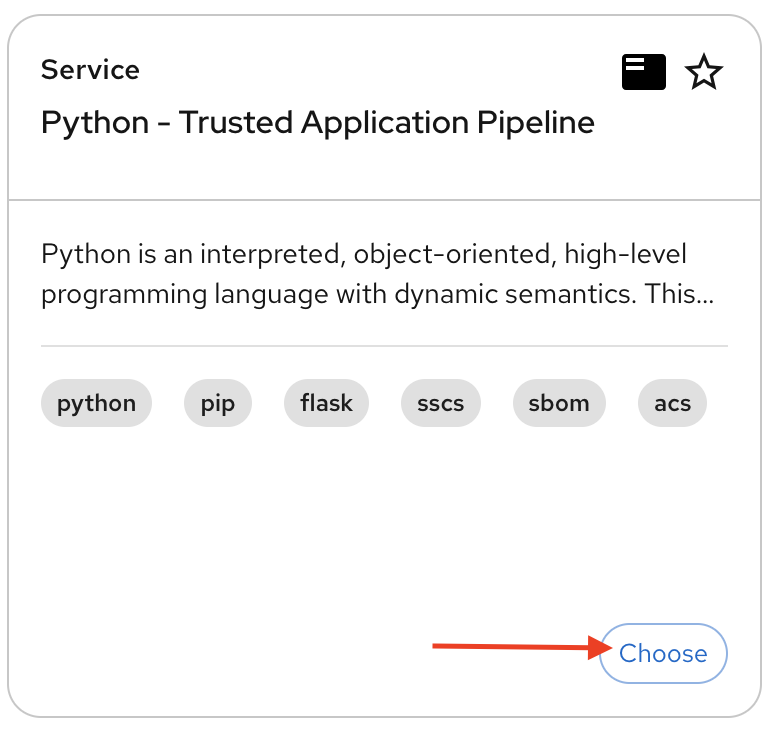 Service
Python - Trusted Application Pipeline
Python is an interpreted, object-oriented, high-level
programming language with dynamic semantics. This...
python pip flask sscs sbom acs
Choose